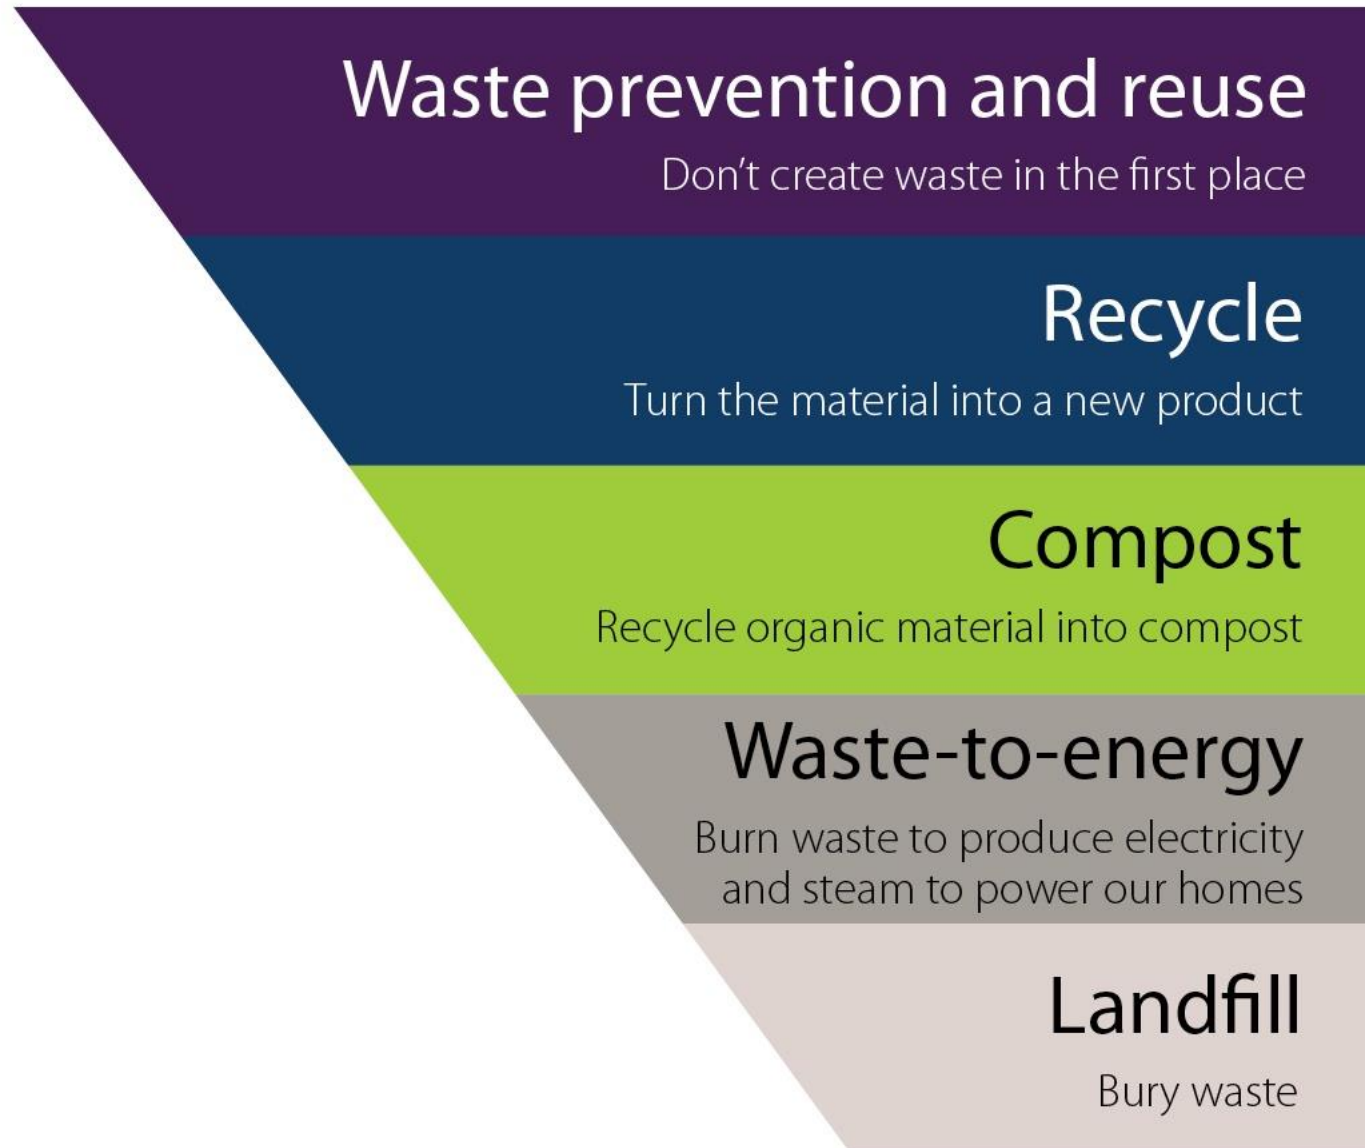 Waste prevention and reuse
Don’t create waste in the first place
Recycle
Turn the material into a new product
Compost
Recycle organic material into compost
Waste-to-energy
Burn waste to produce electricity
and steam to power our homes
Landfill
Bury waste